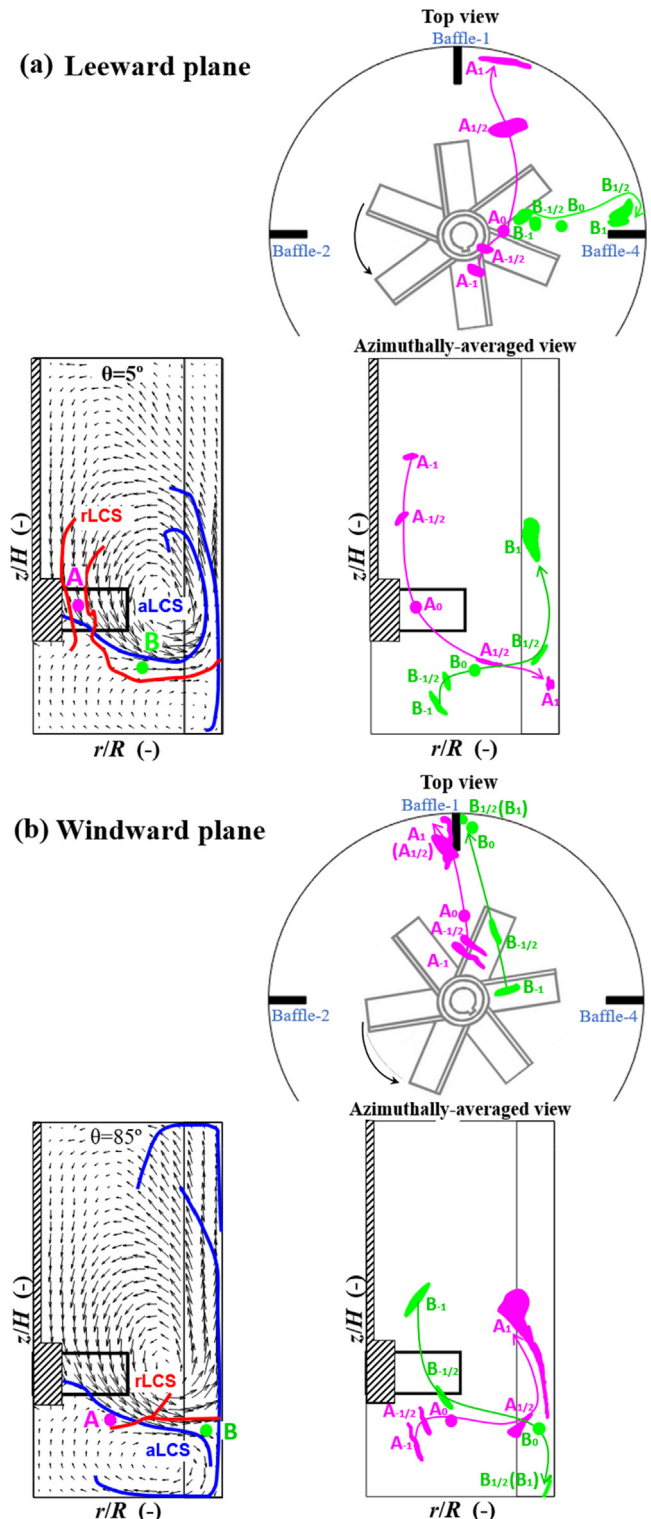 Top view
Baffle-1
(a) Leeward plane
A1
A1/2
B1/2
B-1/2 B0
A0
B-1
B1
Baffle-2
A-1/2
Baffle-4
A-1
Azimuthally-averaged view
θ=5º
A-1
rLCS
A-1/2
B1
z/H (-)
z/H (-)
A
aLCS
A0
B
A1/2
B1/2
B0
B-1/2
A1
B-1
r/R (-)
r/R (-)
Top view
Baffle-1
B1/2(B1)
(b) Windward plane
A1
(A1/2)
B0
A0
A-1/2
B-1/2
A-1
B-1
Baffle-2
Baffle-4
Azimuthally-averaged view
θ=85º
z/H (-)
z/H (-)
B-1
A1
rLCS
B-1/2
A
A-1/2
A0
A1/2
B
B0
aLCS
A-1
B1/2(B1)
r/R (-)
r/R (-)